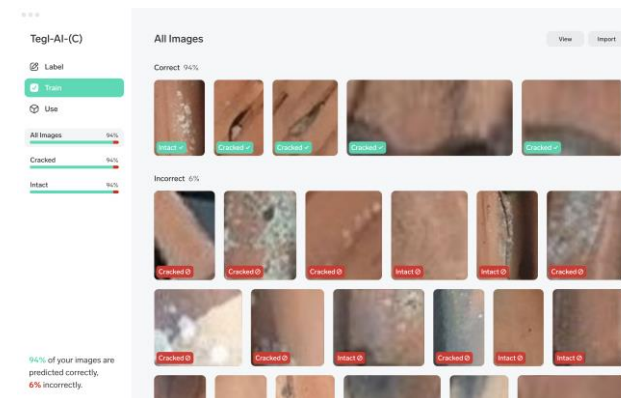 Tegl-AI-(C)
All Images
View
Import
Label
Train
Use
All Images 94%
Cracked 94%
Intact 94%
94% of your images are
predicted correctly,
6% incorrectly.
Correct 94%
Intact ✓
Cracked ✓
Cracked ✓
Cracked ✓
Cracked ✓
Incorrect 6%
Cracked
Cracked
Cracked
Intact
Intact
Cracked
Cracked
Cracked
Intact
Cracked
Intact
Intact